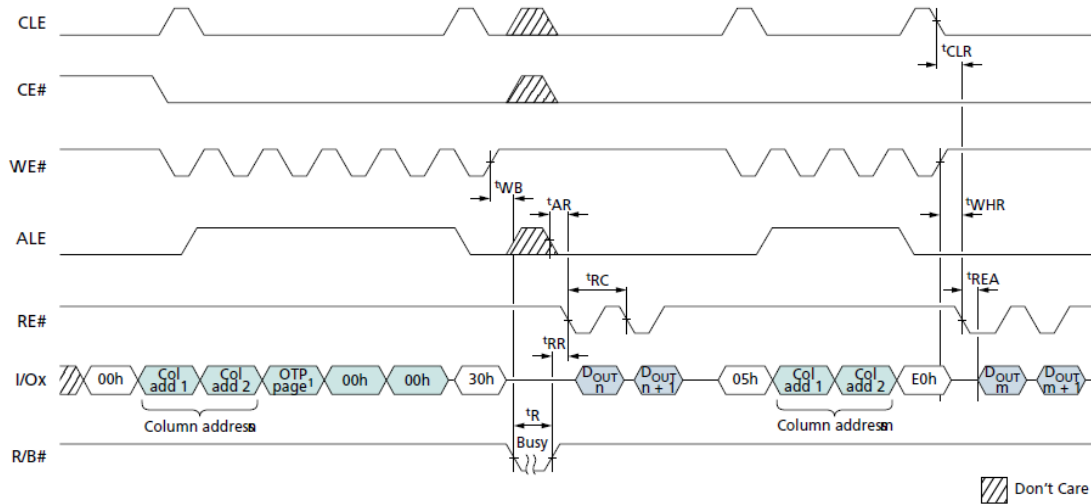 CLE
tCLR
CE#
WE#
tWB
tAR
tWHR
ALE
tRC
tREA
RE#
tRR
I/Ox
00h
Col add 1
Col add 2
OTP page1
00h
00h
30h
DOUT n
DOUT n + 1
05h
Col add 1
Col add 2
E0h
DOUT m
DOUT m + 1
Column address n
tR
Column address m
Busy
R/B#
Don't Care